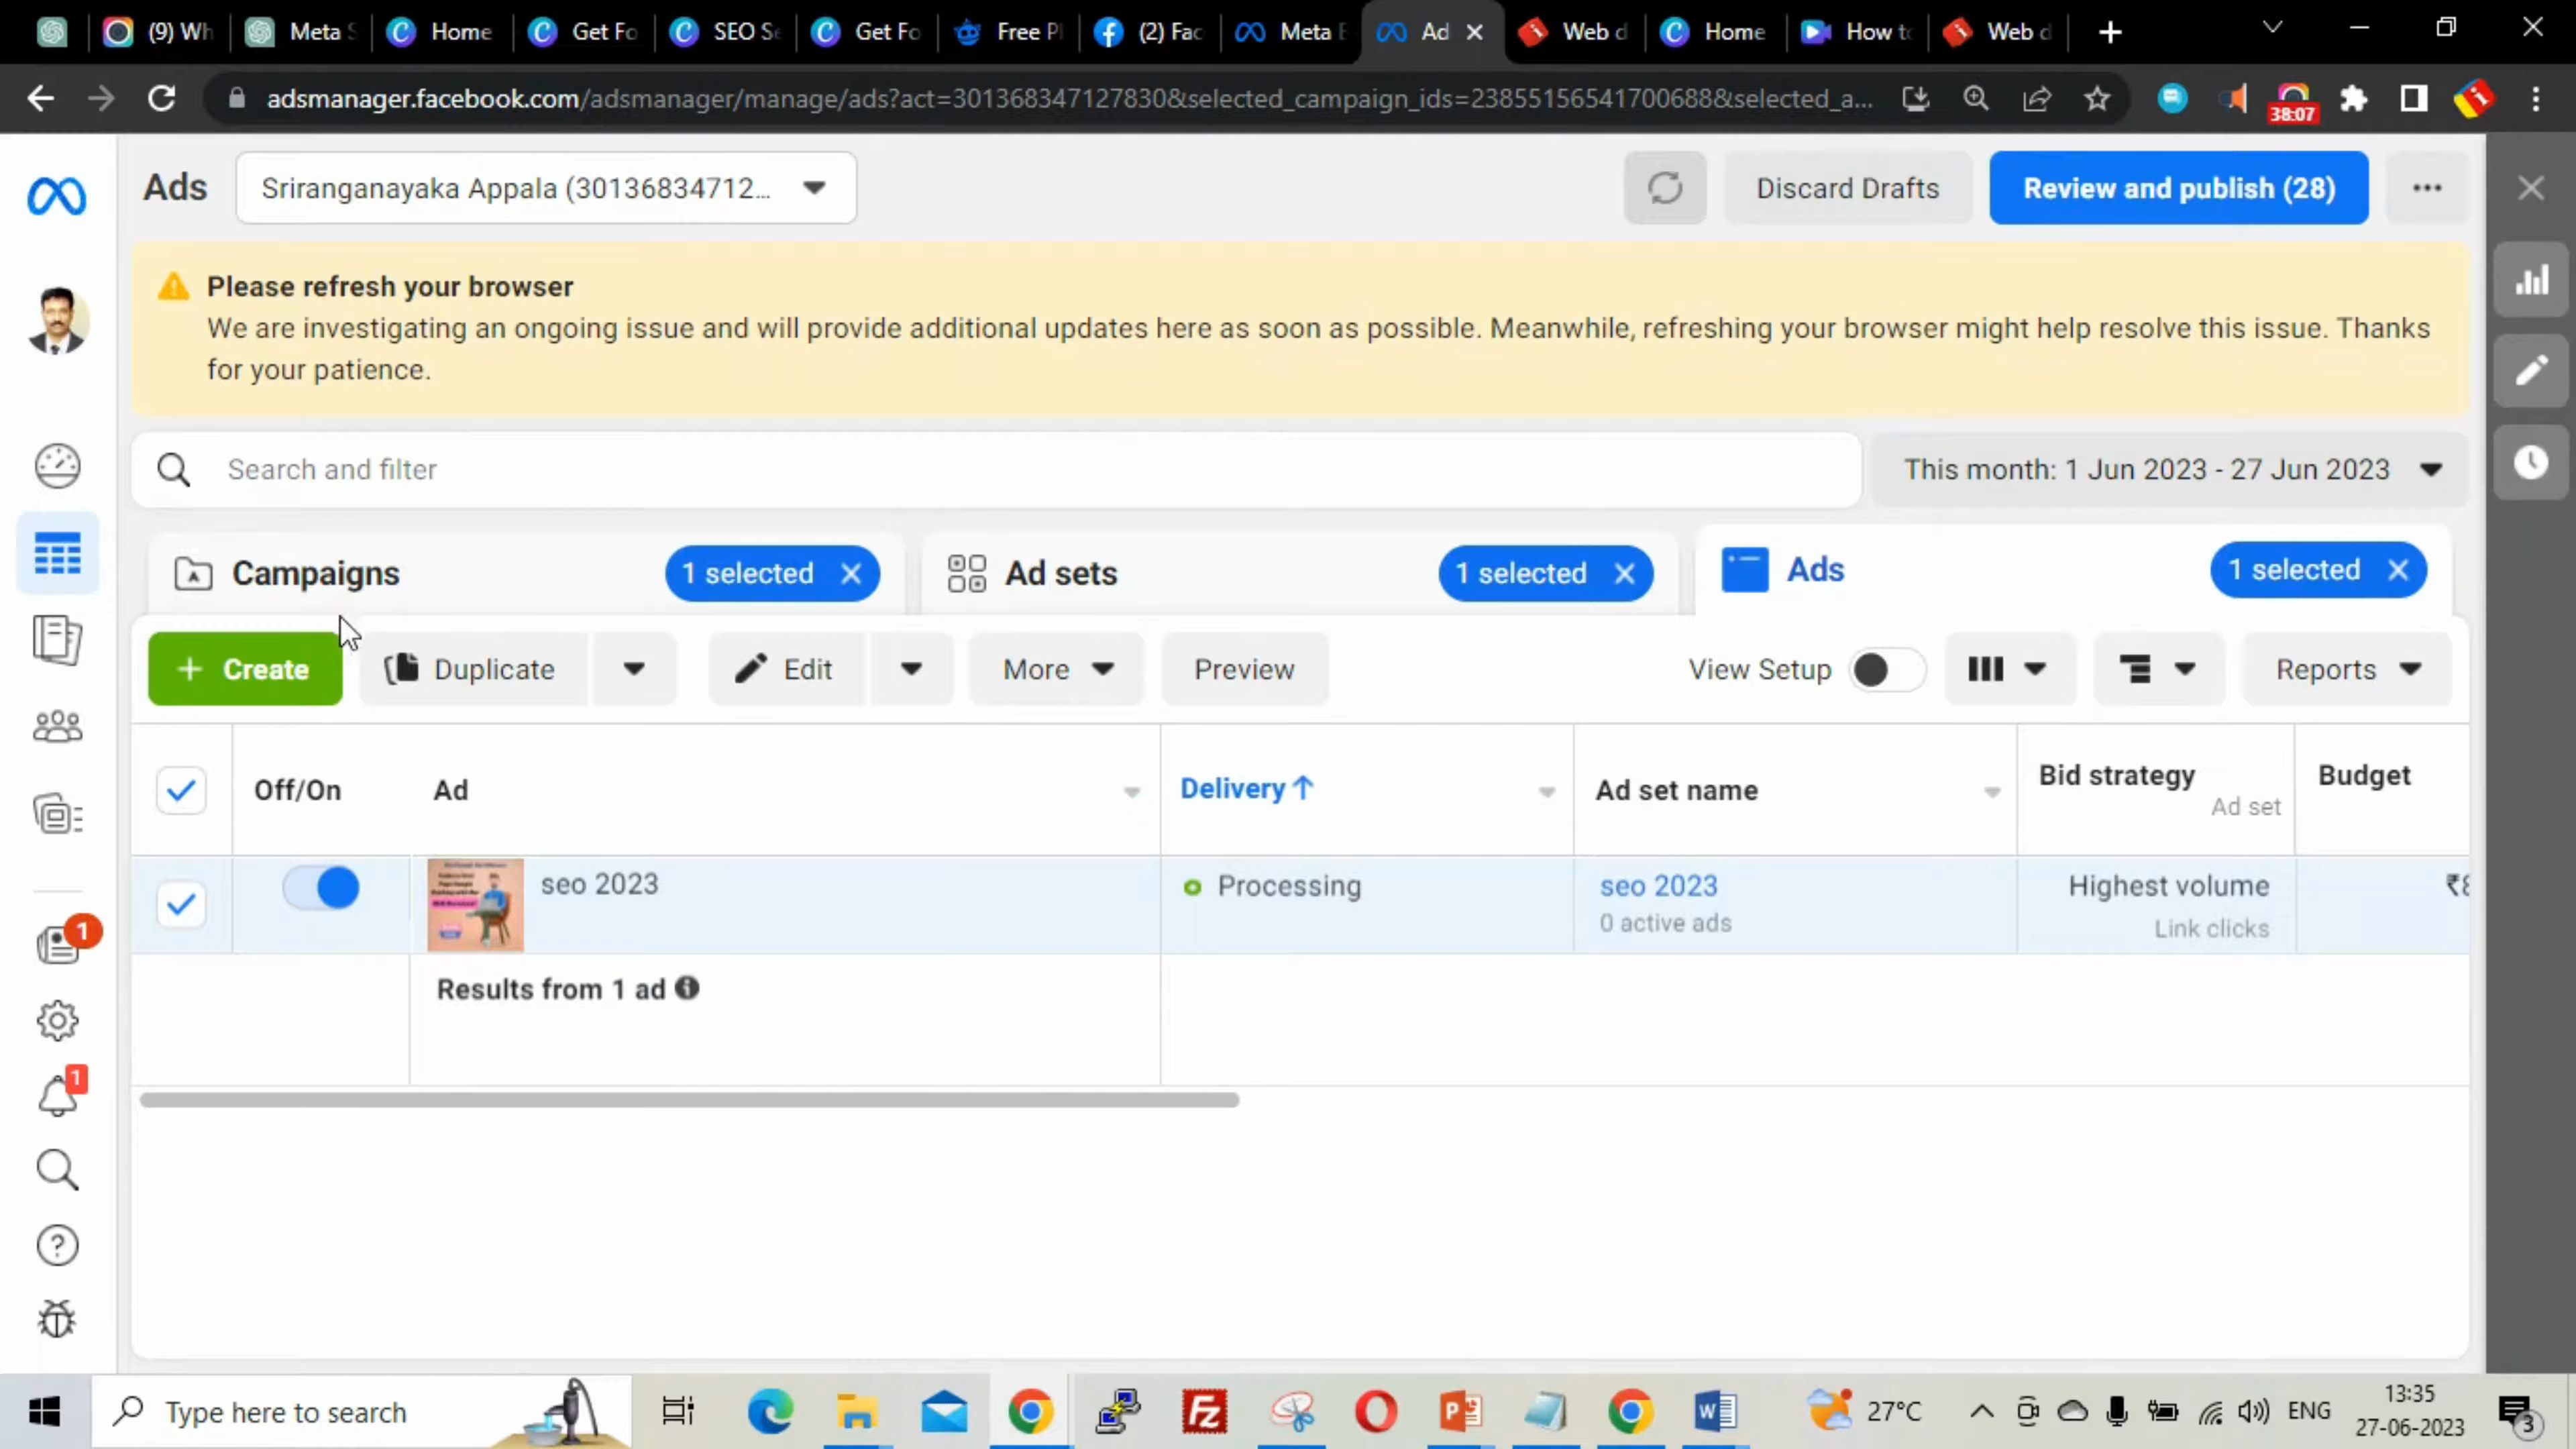 (9) Wh
Meta S
Home
Get Fo
SEO Se
Get Fo
Free Pl
(2) Fac
Meta B
Ad
Web d
Home
How to
Web d
adsmanager.facebook.com/adsmanager/manage/ads?act=301368347127830&selected_campaign_ids=23855156541700688&selected_a...
38:07
Ads
Sriranganayaka Appala (30136834712...
Discard Drafts
Review and publish (28)
Please refresh your browser
We are investigating an ongoing issue and will provide additional updates here as soon as possible. Meanwhile, refreshing your browser might help resolve this issue. Thanks
for your patience.
Search and filter
This month: 1 Jun 2023 - 27 Jun 2023
Campaigns
1 selected
Ad sets
1 selected
Ads
1 selected
+ Create
Duplicate
Edit
More
Preview
View Setup
Reports
Off/On
Ad
Delivery ↑
Ad set name
Bid strategy
Ad set
Budget
seo 2023
Processing
seo 2023
0 active ads
Highest volume
Link clicks
₹8
Results from 1 ad
1
1
Type here to search
27°C
ENG
13:35
27-06-2023
3